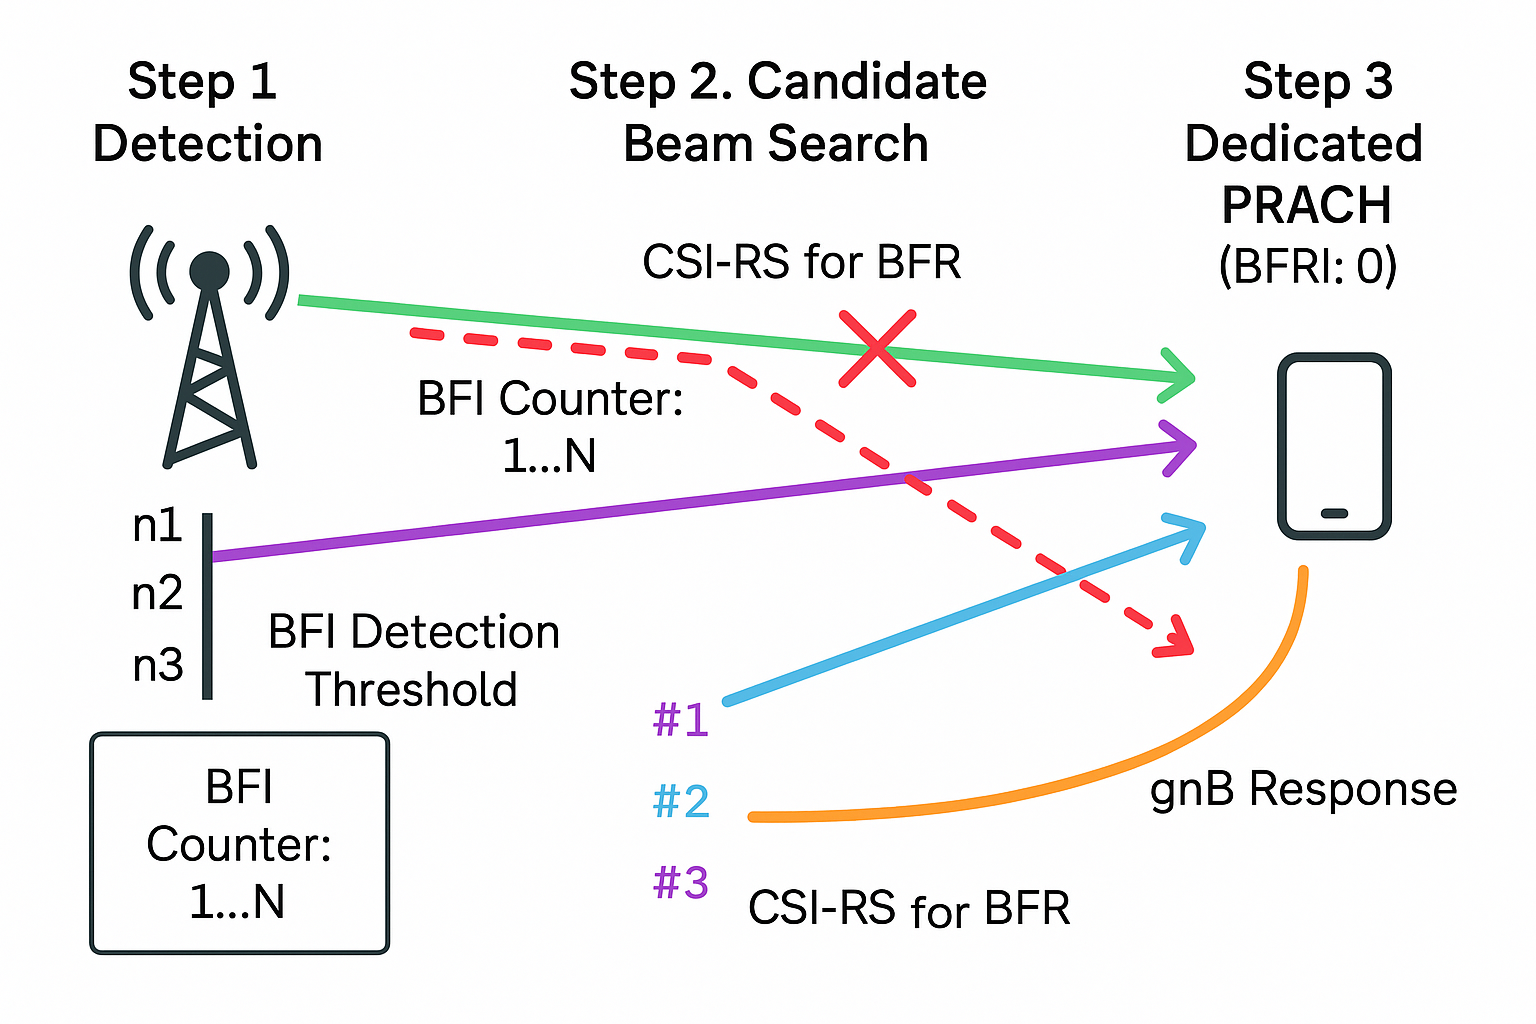 Step 1
Detection
Step 2. Candidate
Beam Search
Step 3
Dedicated
PRACH
(BFRI: 0)
CSI-RS for BFR
BFI Counter:
1...N
n1
n2
n3
BFI Detection
Threshold
BFI
Counter:
1...N
#1
#2
#3
CSI-RS for BFR
gnB Response